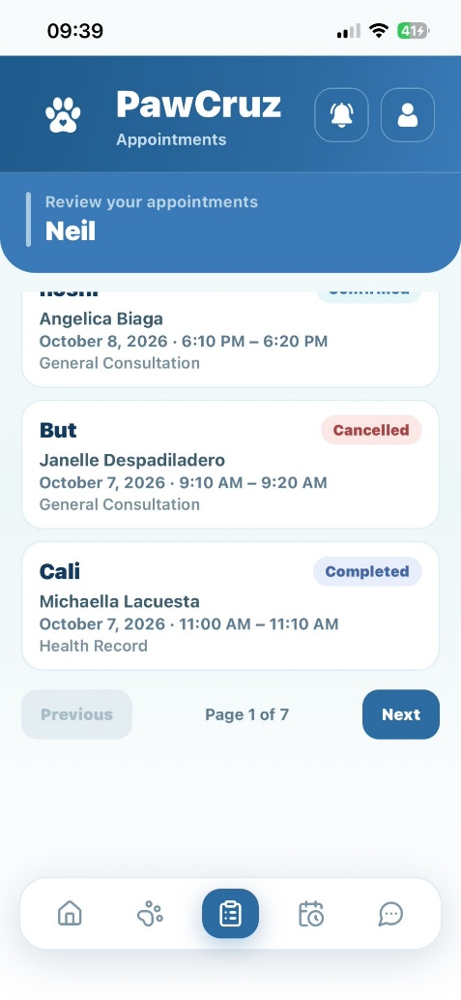 09:39
41
PawCruz
Appointments
Review your appointments
Neil
Angelica Biaga
October 8, 2026 · 6:10 PM – 6:20 PM
General Consultation
But
Cancelled
Janelle Despadiladero
October 7, 2026 · 9:10 AM – 9:20 AM
General Consultation
Cali
Completed
Michaella Lacuesta
October 7, 2026 · 11:00 AM – 11:10 AM
Health Record
Previous
Page 1 of 7
Next